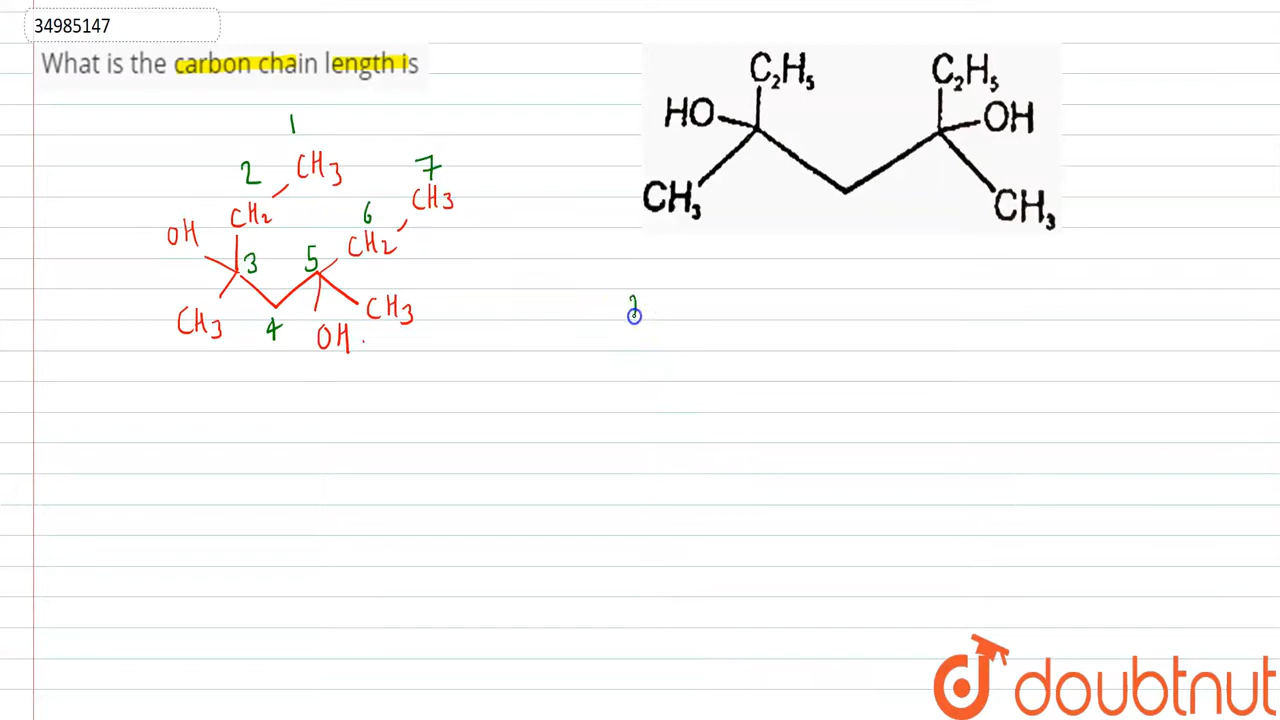 34985147
What is the carbon chain length is
C₂H₅ C₂H₅
HO OH
CH₃ CH₃
1
2 CH3 7
CH2 6 CH3
OH CH2
3 5
CH3 4 OH CH3
doubtnut